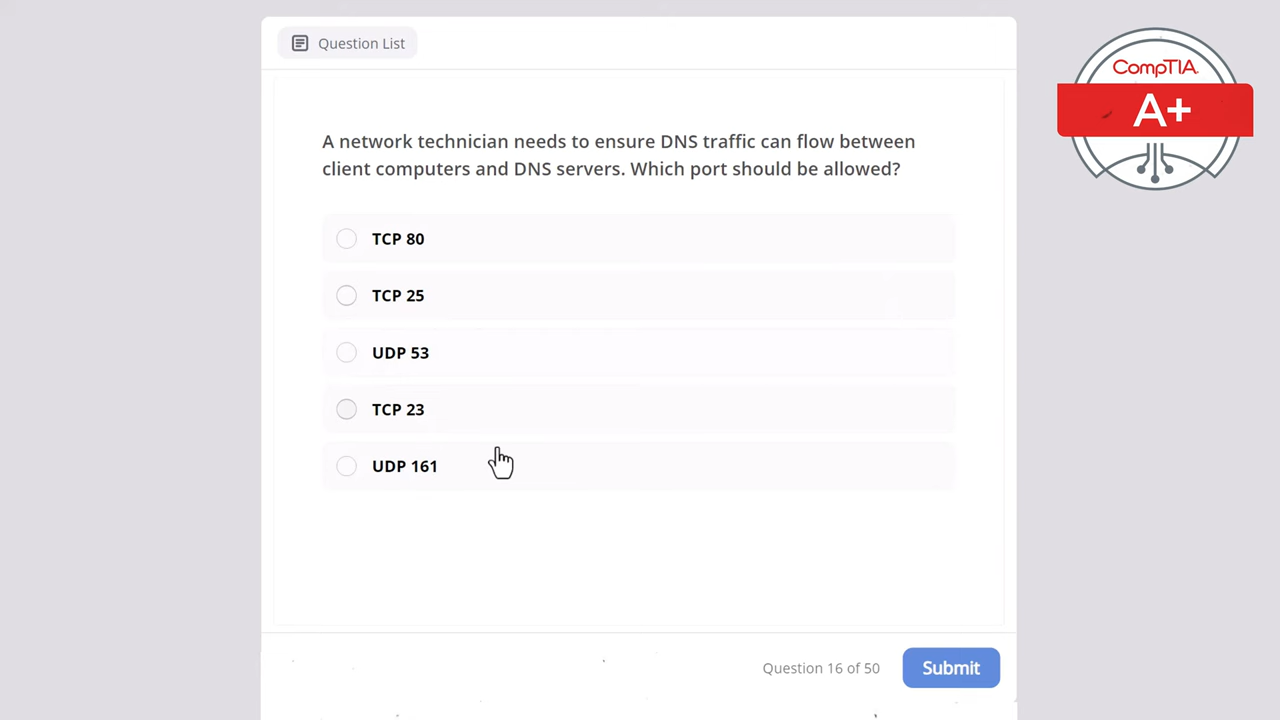 Question List
CompTIA
A+
A network technician needs to ensure DNS traffic can flow between
client computers and DNS servers. Which port should be allowed?
TCP 80
TCP 25
UDP 53
TCP 23
UDP 161
Question 16 of 50
Submit